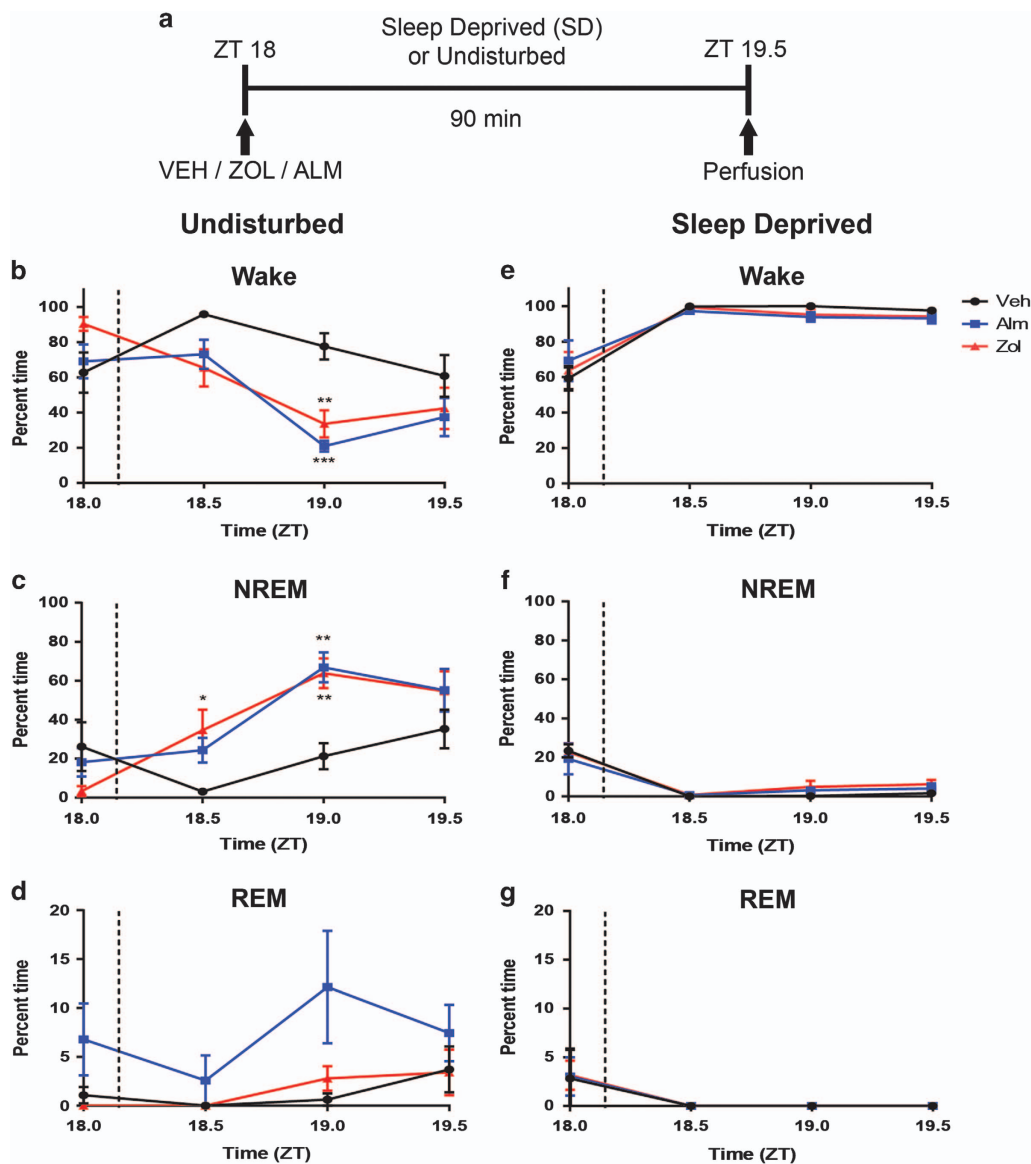 a
Sleep Deprived (SD)
or Undisturbed
ZT 18
ZT 19.5
90 min
VEH / ZOL / ALM
Perfusion
Undisturbed
Sleep Deprived
b
Wake
100
80
60
40
20
0
Percent time
**
***
18.0 18.5 19.0 19.5
Time (ZT)
e
Wake
100
80
60
40
20
0
Percent time
18.0 18.5 19.0 19.5
Time (ZT)
Veh
Alm
Zol
c
NREM
100
80
60
40
20
0
Percent time
*
**
**
18.0 18.5 19.0 19.5
Time (ZT)
f
NREM
100
80
60
40
20
0
Percent time
18.0 18.5 19.0 19.5
Time (ZT)
d
REM
20
15
10
5
0
Percent time
18.0 18.5 19.0 19.5
Time (ZT)
g
REM
20
15
10
5
0
Percent time
18.0 18.5 19.0 19.5
Time (ZT)